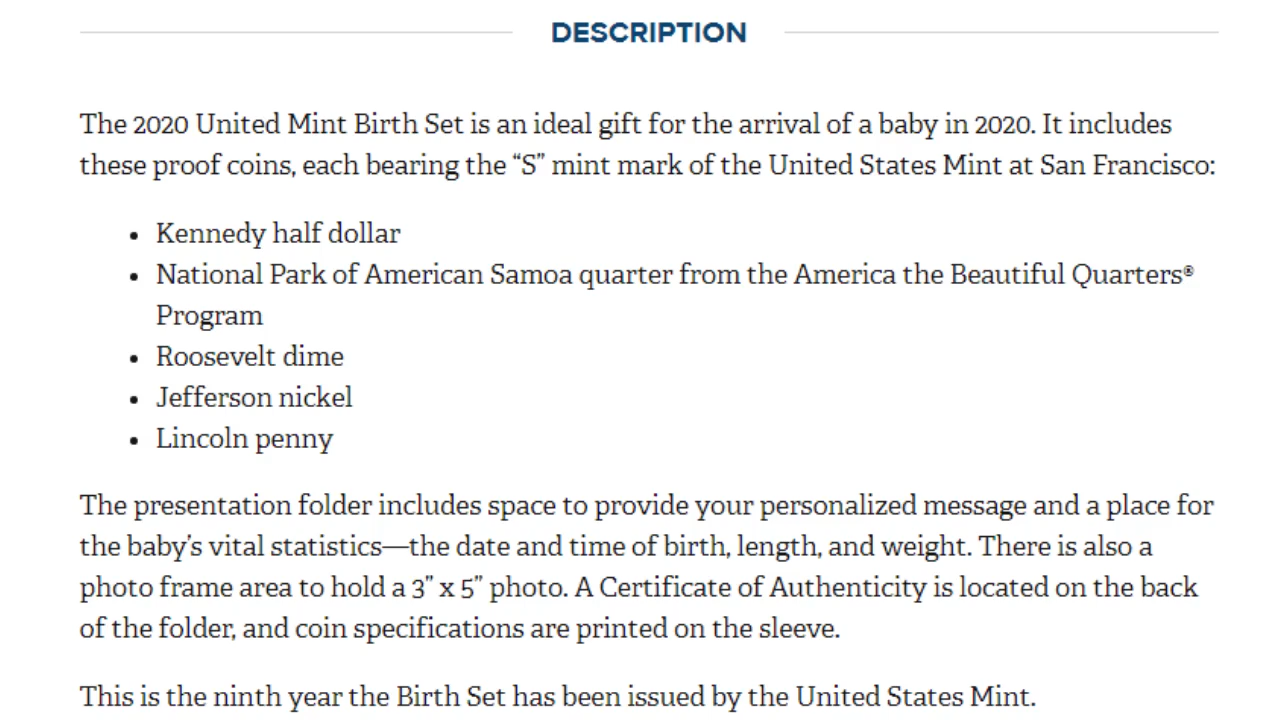 DESCRIPTION
The 2020 United Mint Birth Set is an ideal gift for the arrival of a baby in 2020. It includes
these proof coins, each bearing the “S” mint mark of the United States Mint at San Francisco:
• Kennedy half dollar
• National Park of American Samoa quarter from the America the Beautiful Quarters®
Program
• Roosevelt dime
• Jefferson nickel
• Lincoln penny
The presentation folder includes space to provide your personalized message and a place for
the baby’s vital statistics—the date and time of birth, length, and weight. There is also a
photo frame area to hold a 3” x 5” photo. A Certificate of Authenticity is located on the back
of the folder, and coin specifications are printed on the sleeve.
This is the ninth year the Birth Set has been issued by the United States Mint.